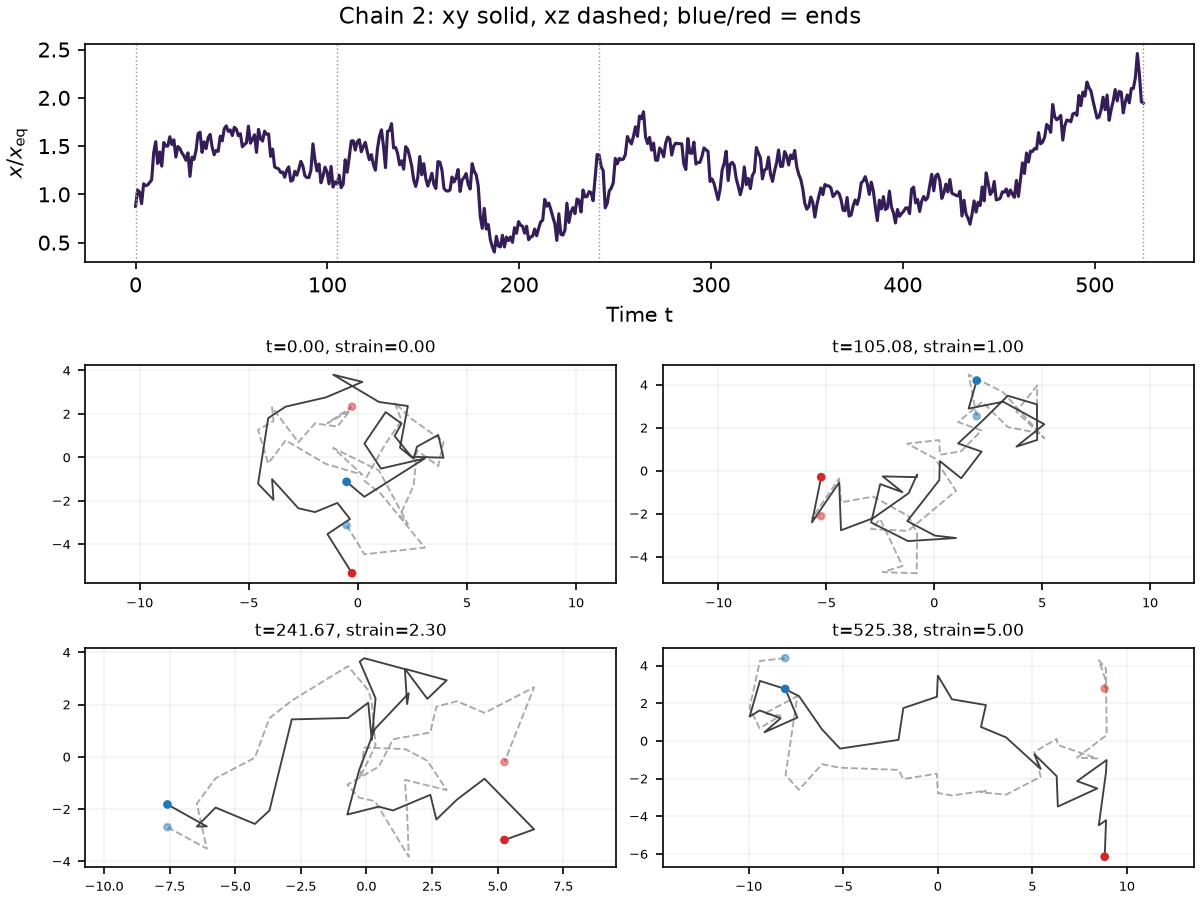 Chain 2: xy solid, xz dashed; blue/red = ends
x/x_eq
2.5
2.0
1.5
1.0
0.5
0 100 200 300 400 500
Time t
t=0.00, strain=0.00
4
2
0
−2
−4
−10 −5 0 5 10
t=105.08, strain=1.00
4
2
0
−2
−4
−10 −5 0 5 10
t=241.67, strain=2.30
4
2
0
−2
−4
−10.0 −7.5 −5.0 −2.5 0.0 2.5 5.0 7.5
t=525.38, strain=5.00
4
2
0
−2
−4
−6
−10 −5 0 5 10